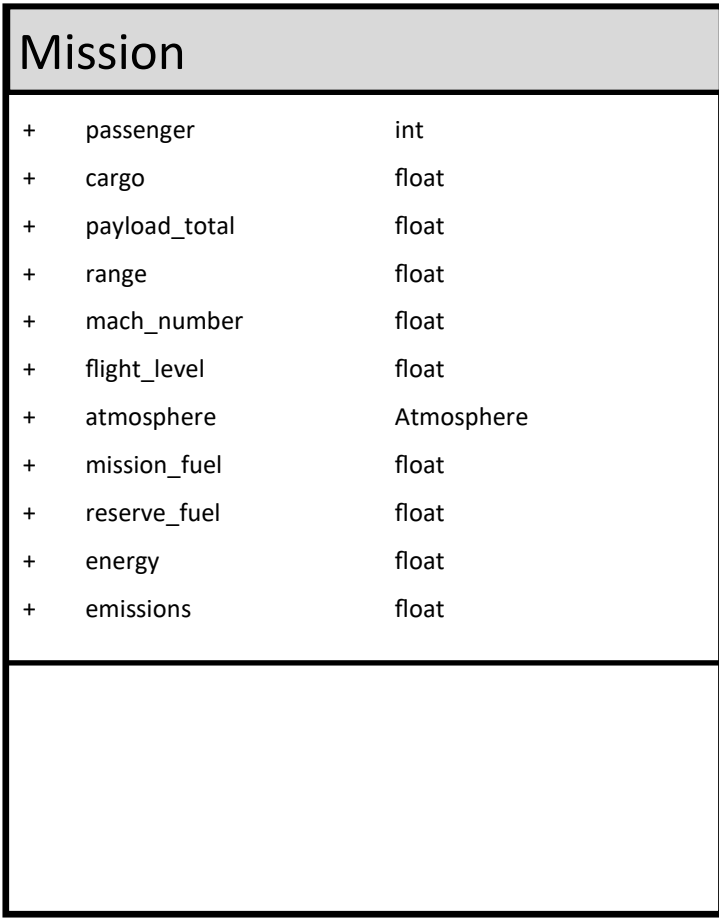 Mission
+ passenger int
+ cargo float
+ payload_total float
+ range float
+ mach_number float
+ flight_level float
+ atmosphere Atmosphere
+ mission_fuel float
+ reserve_fuel float
+ energy float
+ emissions float